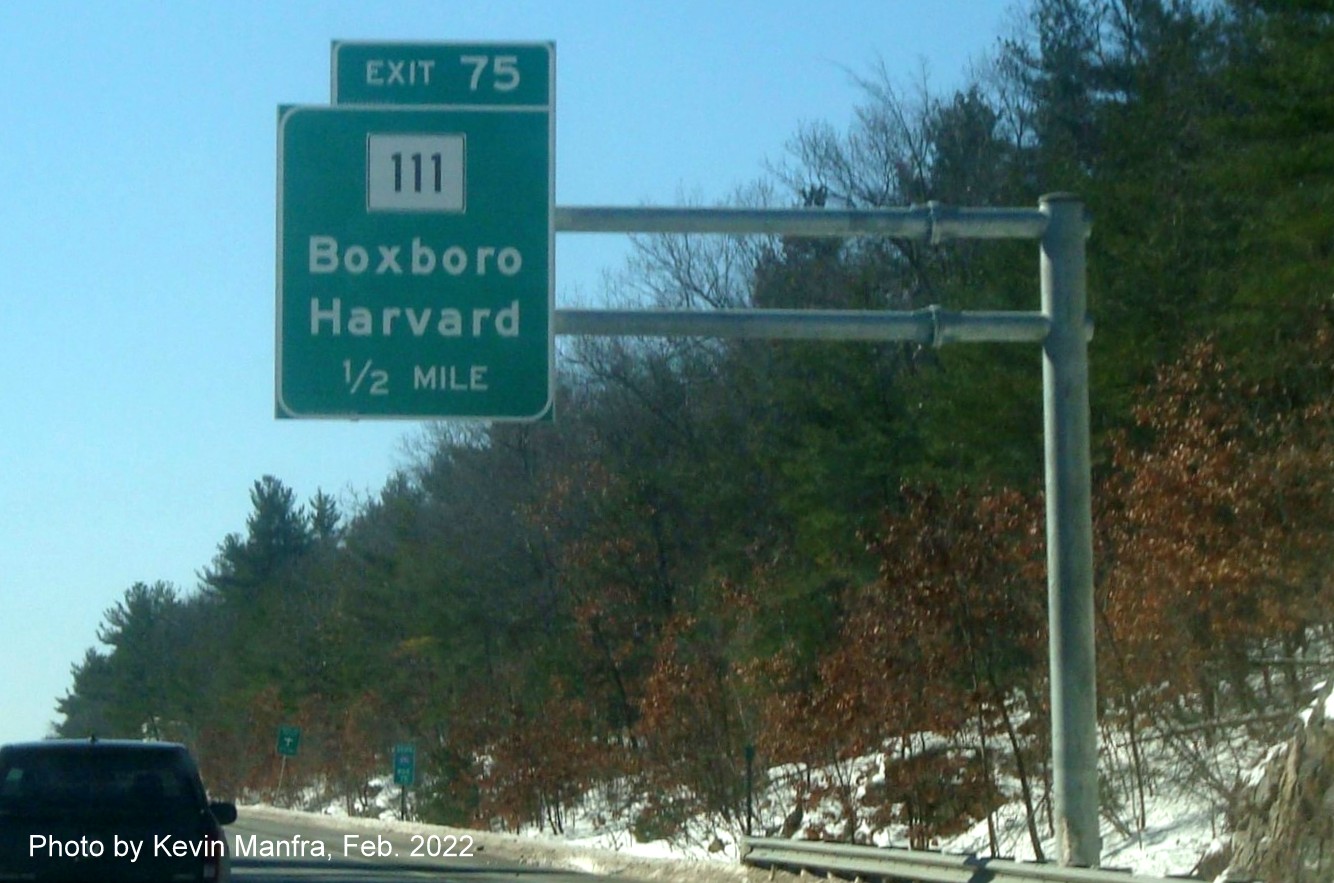 EXIT 75
111
Boxboro
Harvard
1/2 MILE
Photo by Kevin Manfra, Feb. 2022